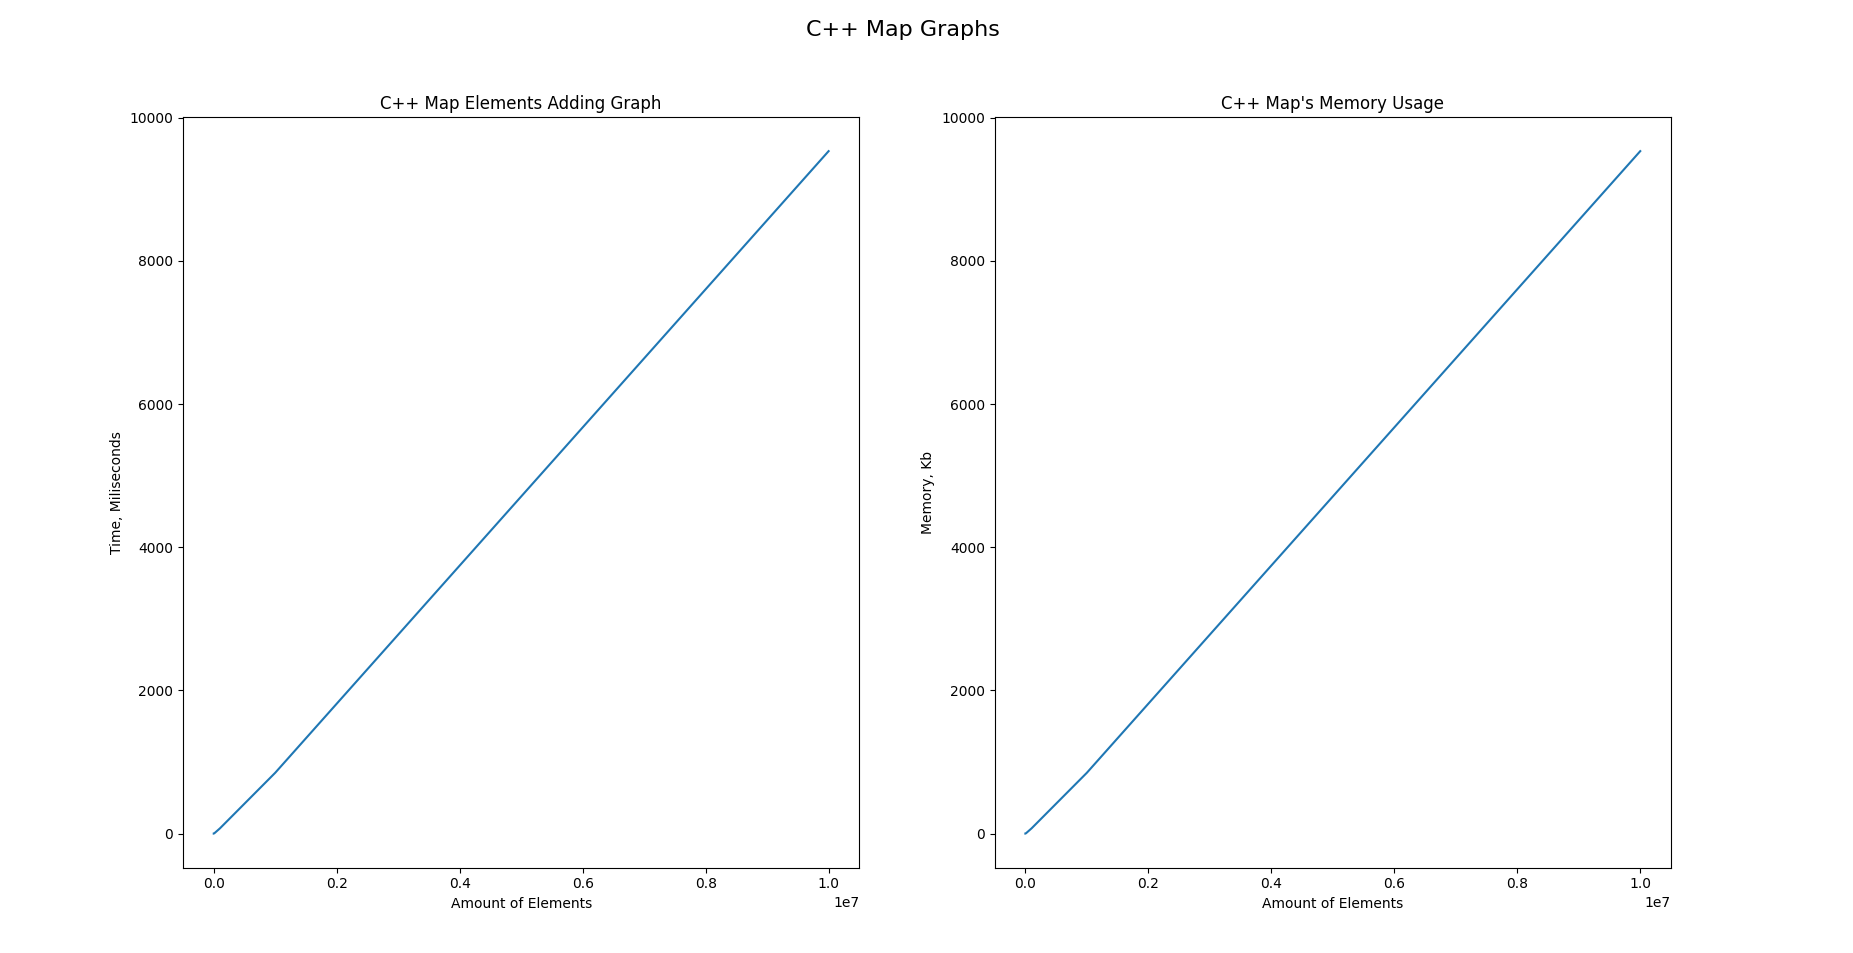 C++ Map Graphs
C++ Map Elements Adding Graph
10000
8000
6000
4000
2000
0
Time, Miliseconds
0.0 0.2 0.4 0.6 0.8 1.0
1e7
Amount of Elements
C++ Map's Memory Usage
10000
8000
6000
4000
2000
0
Memory, Kb
0.0 0.2 0.4 0.6 0.8 1.0
1e7
Amount of Elements